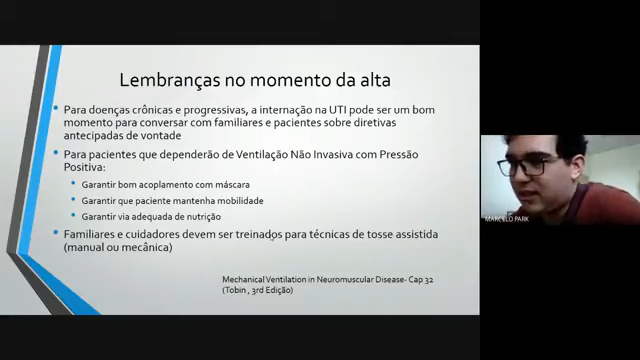 Lembranças no momento da alta
• Para doenças crônicas e progressivas, a internação na UTI pode ser um bom
momento para conversar com familiares e pacientes sobre diretivas
antecipadas de vontade
• Para pacientes que dependerão de Ventilação Não Invasiva com Pressão
Positiva:
• Garantir bom acoplamento com máscara
• Garantir que paciente mantenha mobilidade
• Garantir via adequada de nutrição
• Familiares e cuidadores devem ser treinados para técnicas de tosse assistida
(manual ou mecânica)
Mechanical Ventilation in Neuromuscular Disease- Cap 32
(Tobin , 3rd Edição)
MARCELO PARK